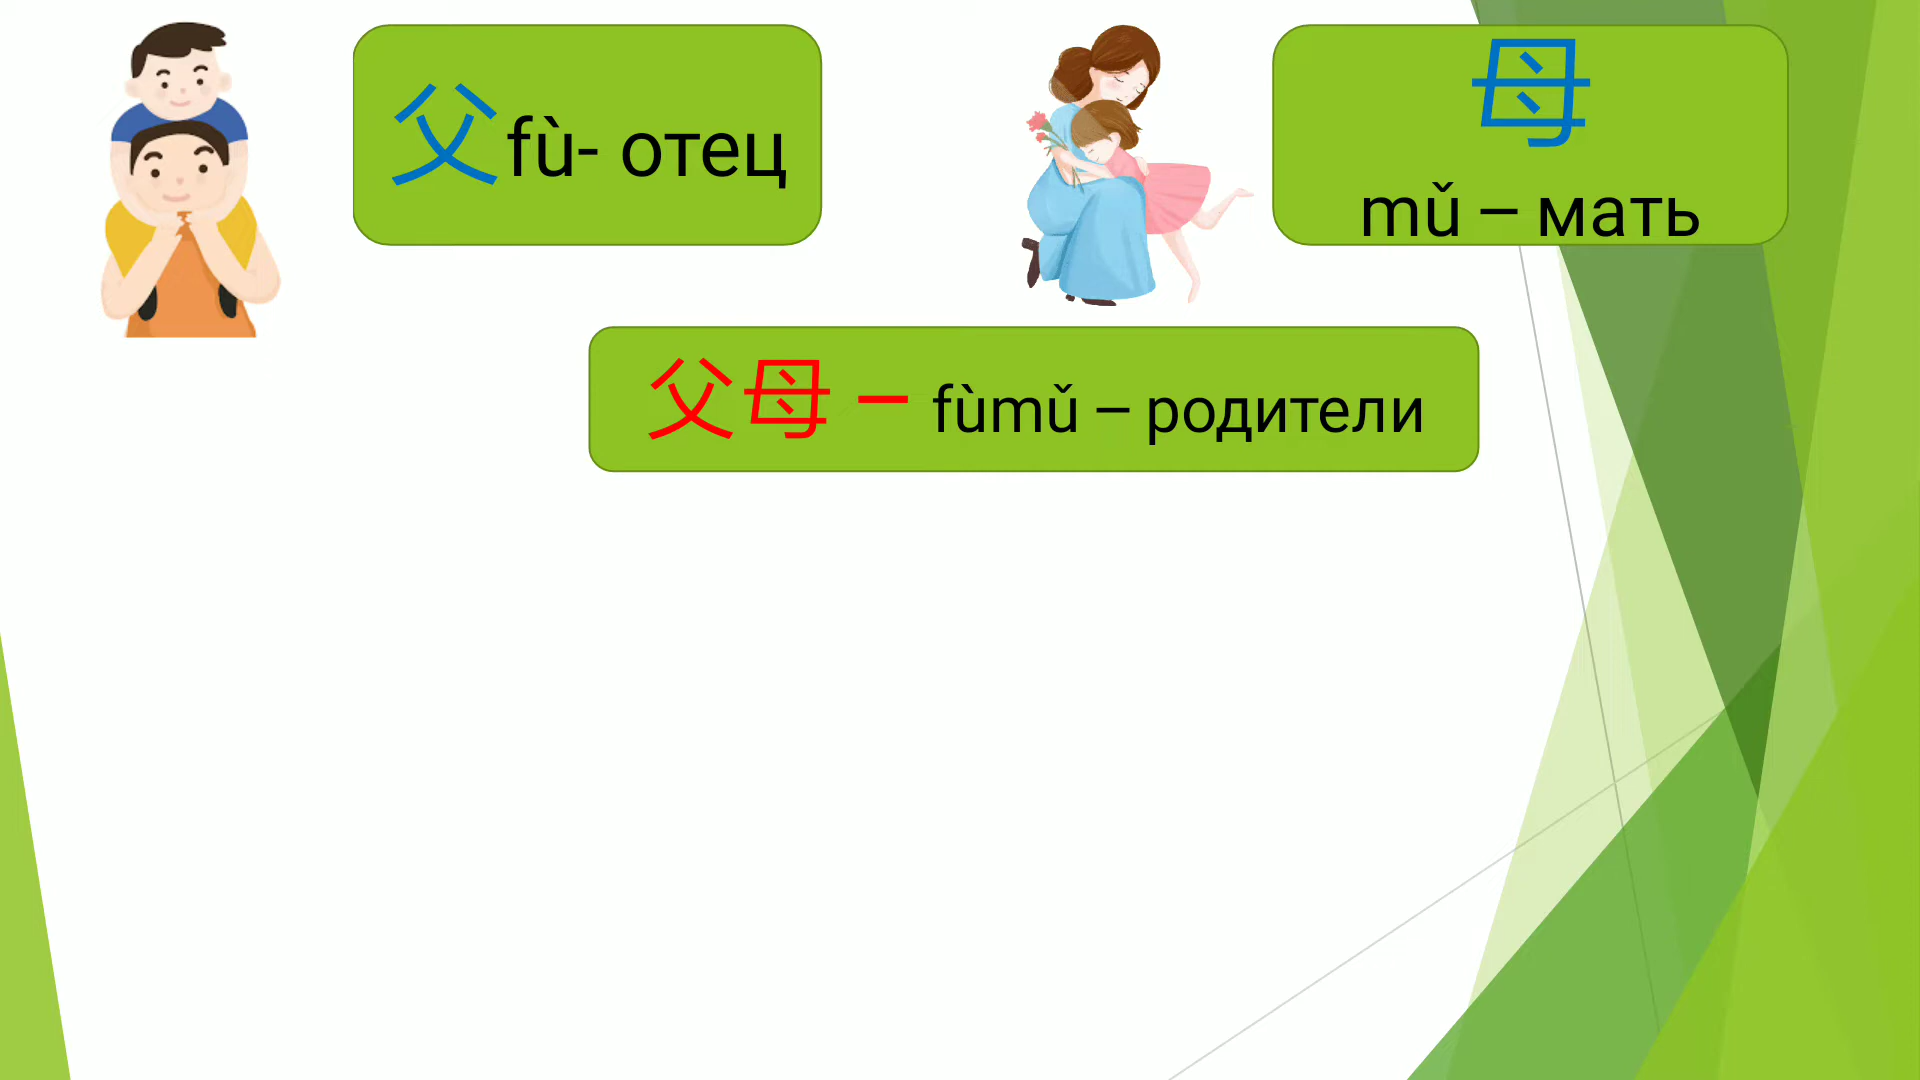 父fù- отец
母
mǔ – мать
父母 – fùmǔ – родители